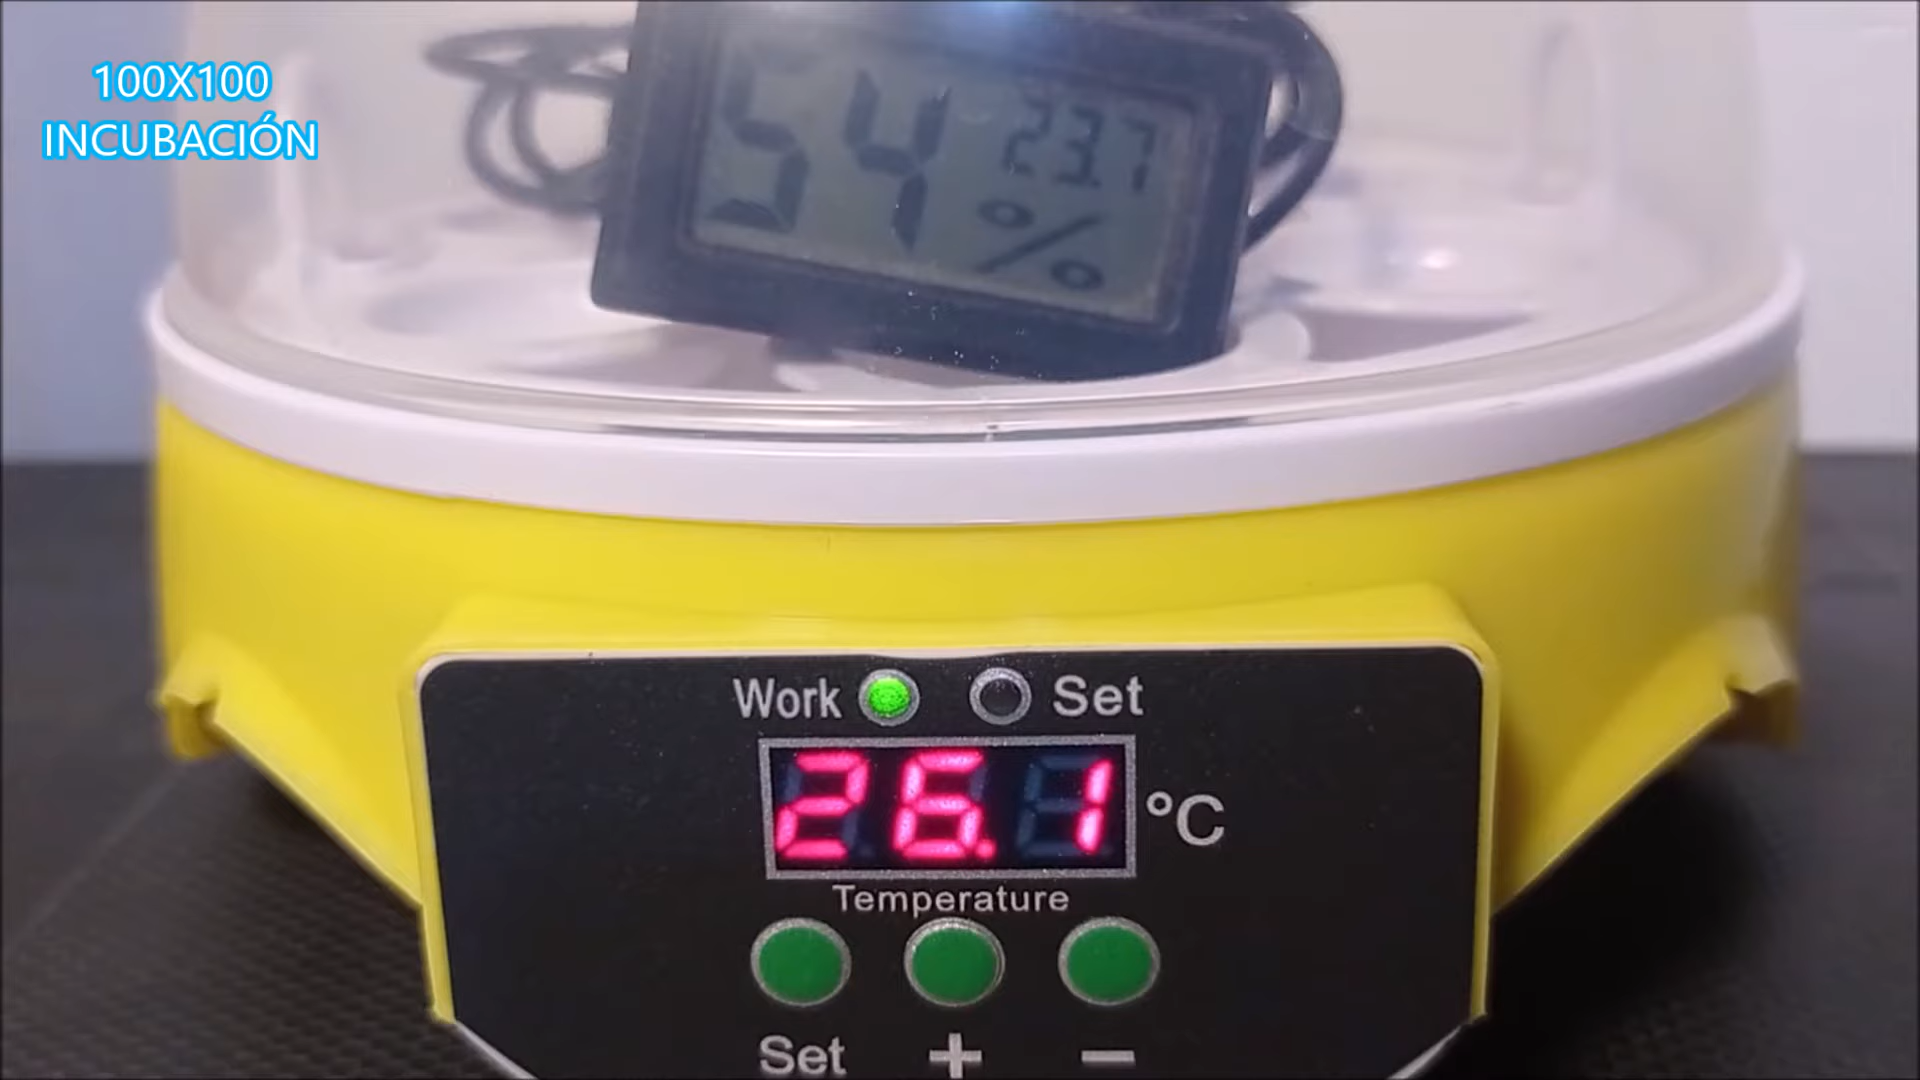 100X100
INCUBACIÓN
54 23.7
%
Work Set
26.1 °C
Temperature
Set + −